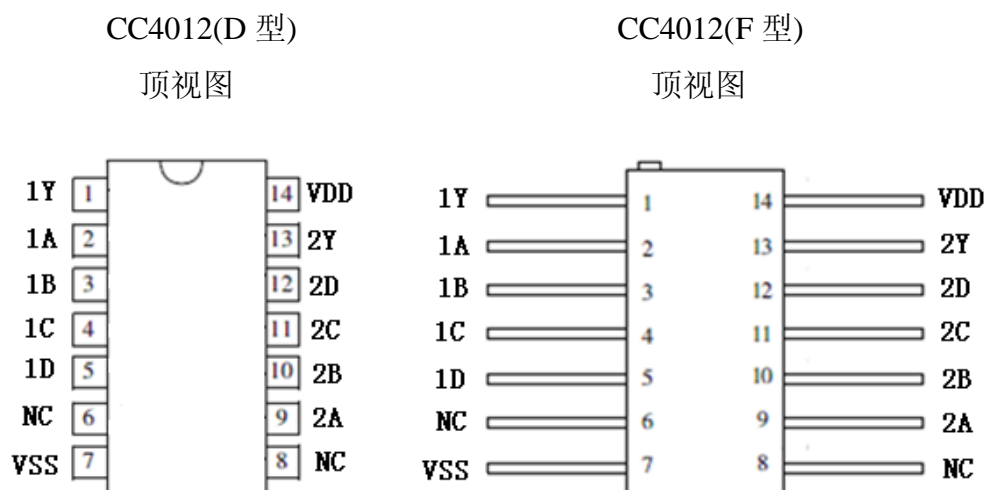 CC4012(D 型)
顶视图
1Y 1 14 VDD
1A 2 13 2Y
1B 3 12 2D
1C 4 11 2C
1D 5 10 2B
NC 6 9 2A
VSS 7 8 NC
CC4012(F 型)
顶视图
1Y 1 14 VDD
1A 2 13 2Y
1B 3 12 2D
1C 4 11 2C
1D 5 10 2B
NC 6 9 2A
VSS 7 8 NC